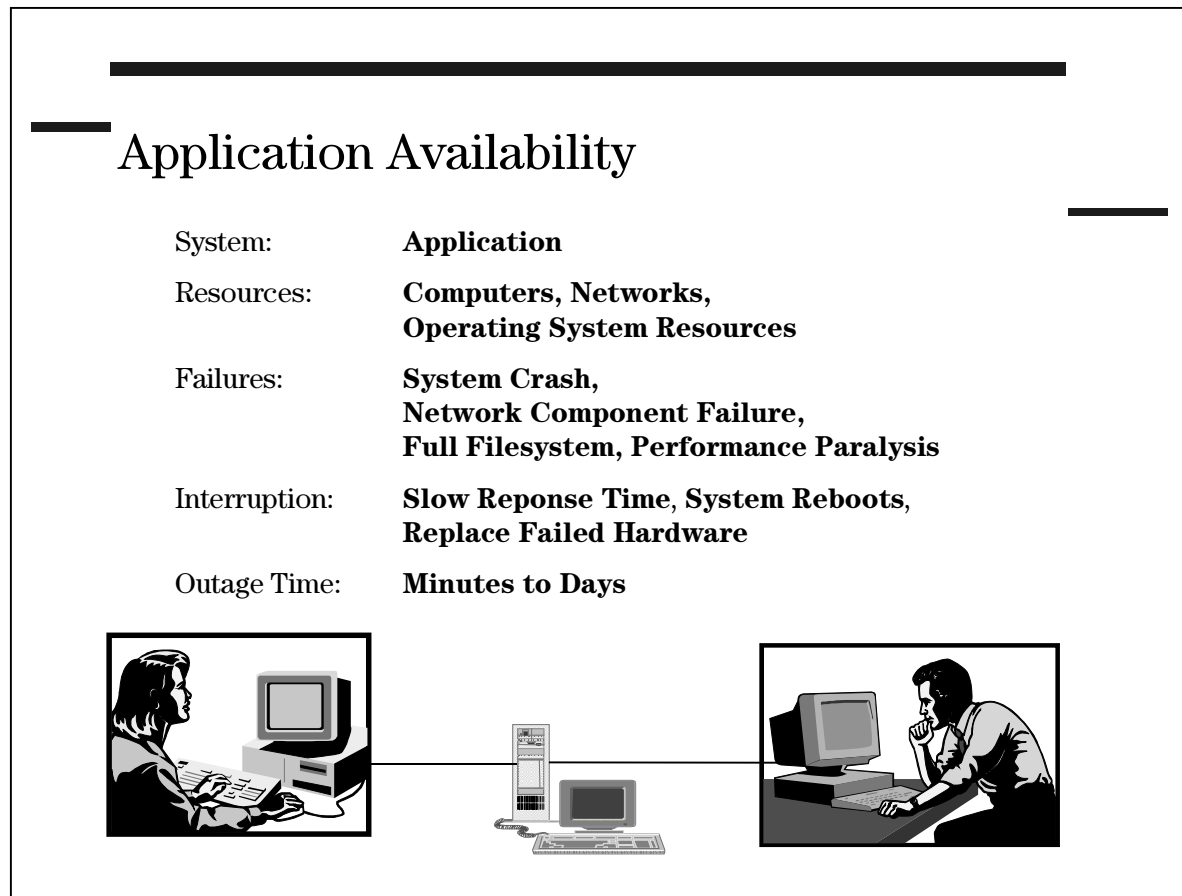 Application Availability
System: Application
Resources: Computers, Networks,
Operating System Resources
Failures: System Crash,
Network Component Failure,
Full Filesystem, Performance Paralysis
Interruption: Slow Reponse Time, System Reboots,
Replace Failed Hardware
Outage Time: Minutes to Days